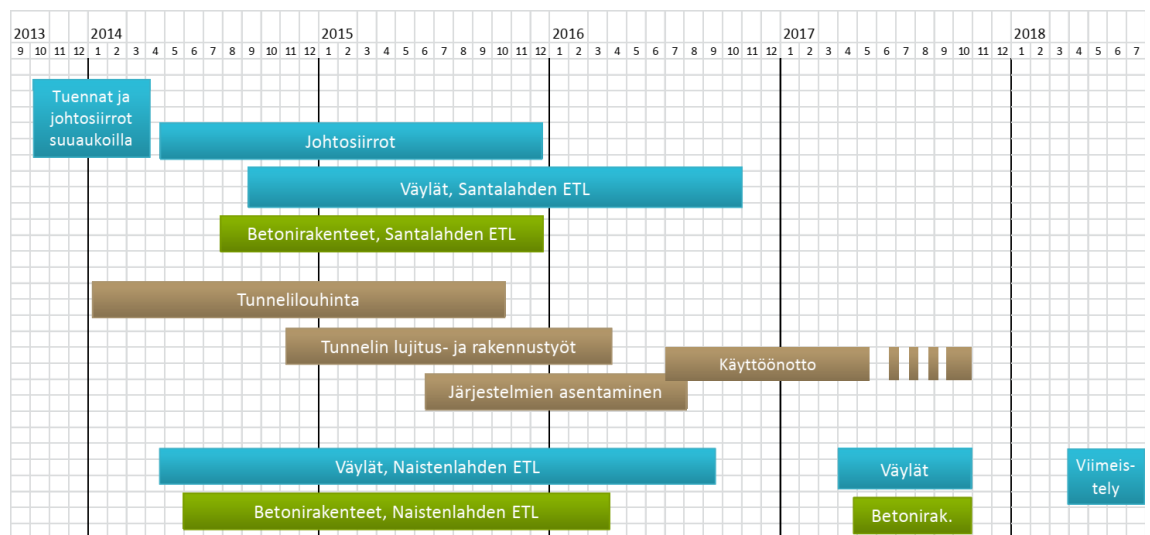 2013 2014 2015 2016 2017 2018
9 10 11 12 1 2 3 4 5 6 7 8 9 10 11 12 1 2 3 4 5 6 7 8 9 10 11 12 1 2 3 4 5 6 7 8 9 10 11 12 1 2 3 4 5 6 7 8 9 10 11 12 1 2 3 4 5 6 7
Tuennat ja
johtosiirrot
suuaukoilla
Johtosiirrot
Väylät, Santalahden ETL
Betonirakenteet, Santalahden ETL
Tunnelilouhinta
Tunnelin lujitus- ja rakennustyöt
Käyttöönotto
Järjestelmien asentaminen
Väylät, Naistenlahden ETL
Väylät
Viimeis-
tely
Betonirakenteet, Naistenlahden ETL
Betonirak.